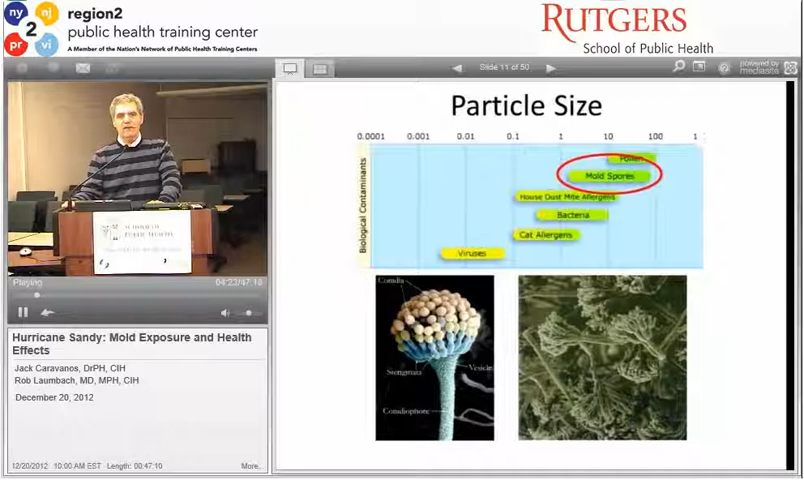 ny
nj
2
pr
vi
region2
public health training center
A Member of the Nation's Network of Public Health Training Centers
RUTGERS
School of Public Health
Slide 11 of 50
powered by
mediasite
Playing
04:23/47:10
Hurricane Sandy: Mold Exposure and Health
Effects
Jack Caravanos, DrPH, CIH
Rob Laumbach, MD, MPH, CIH
December 20, 2012
12/20/2012 10:00 AM EST Length: 00:47:10
More..
Particle Size
0.0001 0.001 0.01 0.1 1 10 100 1
Biological Contaminants
Pollen
Mold Spores
House Dust Mite Allergens
Bacteria
Cat Allergens
Viruses
Conidia
Sterigmata
Vesicle
Conidiophore